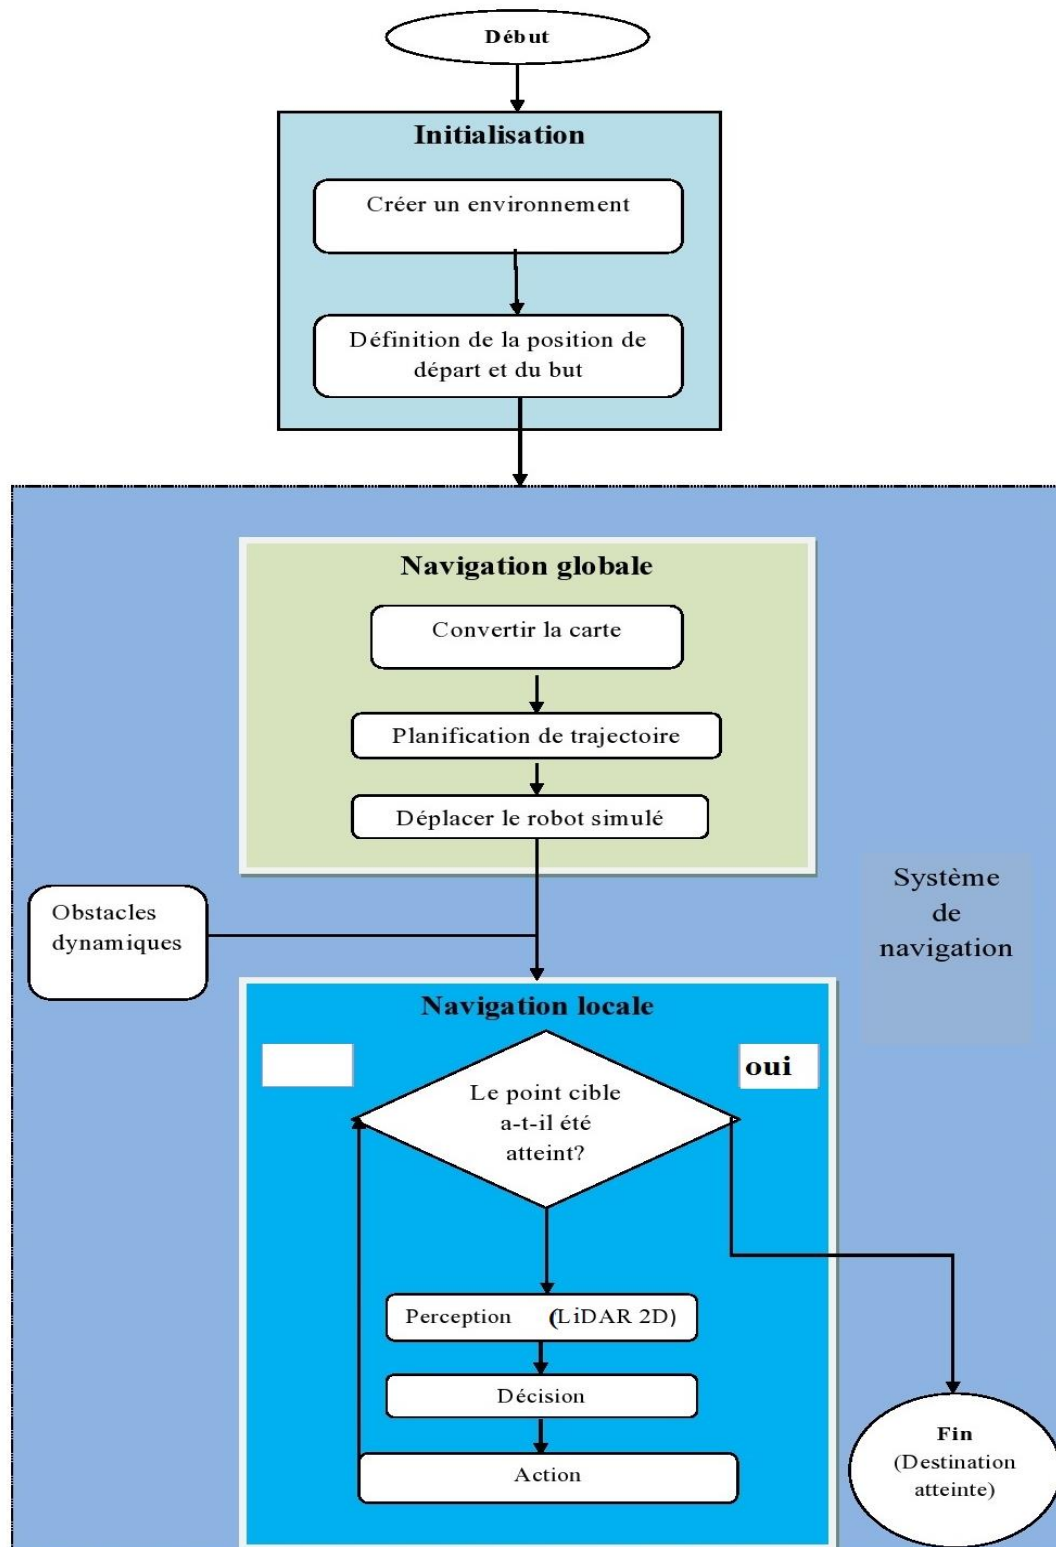 Début
Initialisation
Créer un environnement
Définition de la position de
départ et du but
Navigation globale
Convertir la carte
Planification de trajectoire
Déplacer le robot simulé
Système
de
navigation
Obstacles
dynamiques
Navigation locale
oui
Le point cible
a-t-il été
atteint?
Perception (LiDAR 2D)
Décision
Action
Fin
(Destination
atteinte)